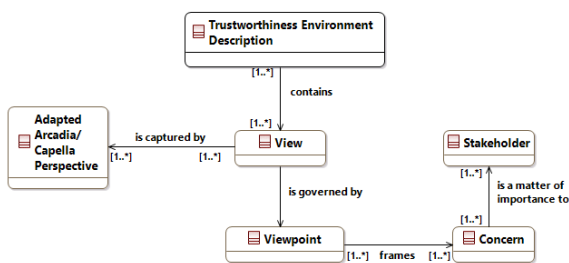 Trustworthiness Environment
Description
[1..*]
contains
[1..*]
Adapted
Arcadia/
Capella
Perspective
is captured by
[1..*]
[1..*]
View
Stakeholder
[1..*]
is governed by
is a matter of
importance to
[1..*]
Viewpoint
[1..*]
frames
[1..*]
Concern